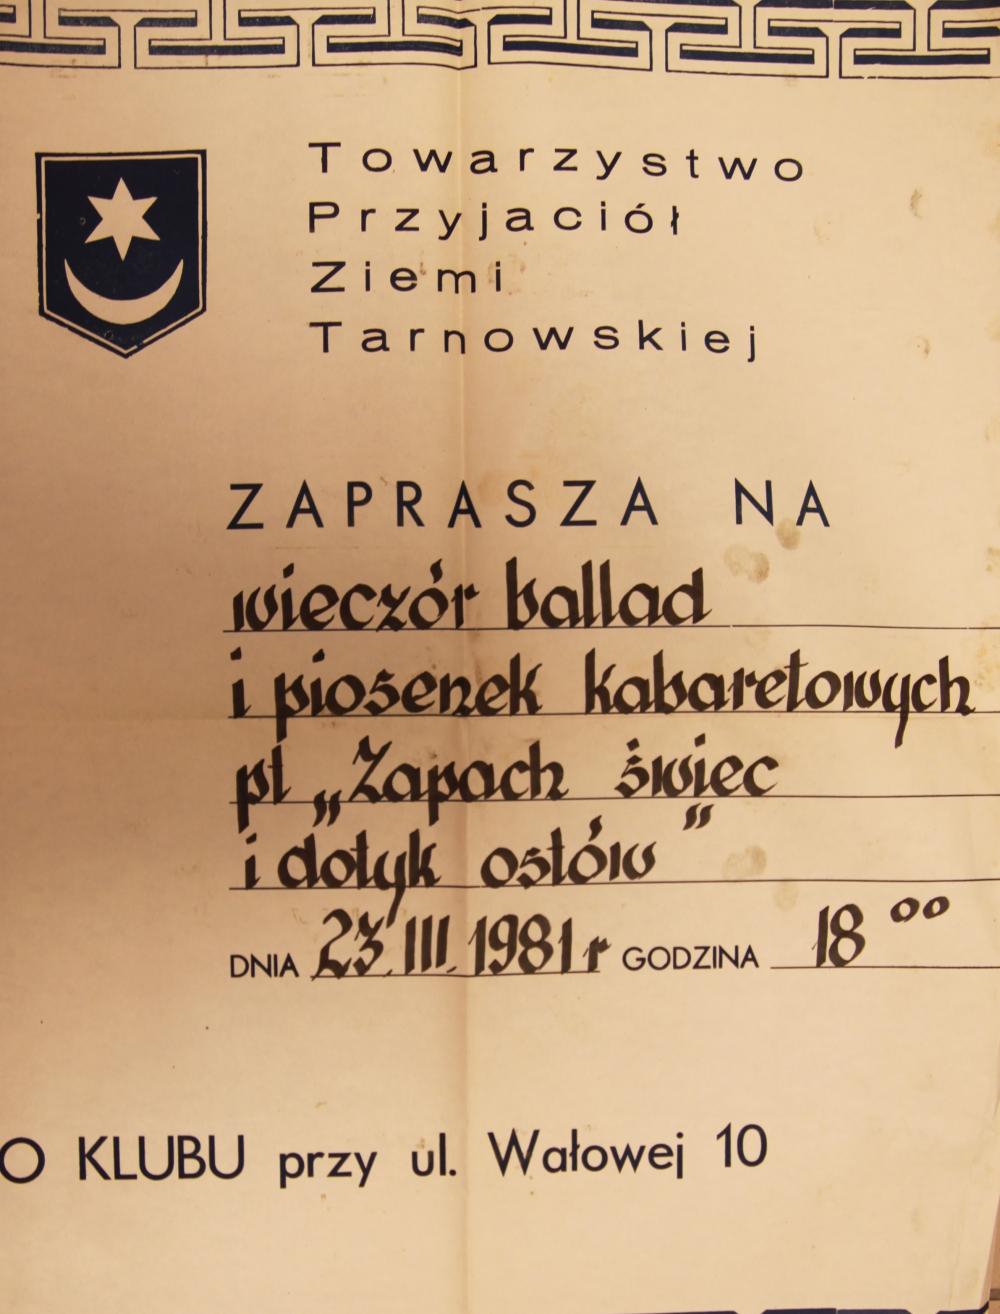 Towarzystwo
Przyjaciół
Ziemi
Tarnowskiej
ZAPRASZA NA
wieczór ballad
i piosenek kabaretowych
pt „Zapach świec
i dotyk ostów"
DNIA 23.III.1981r GODZINA 18⁰⁰
O KLUBU przy ul. Wałowej 10